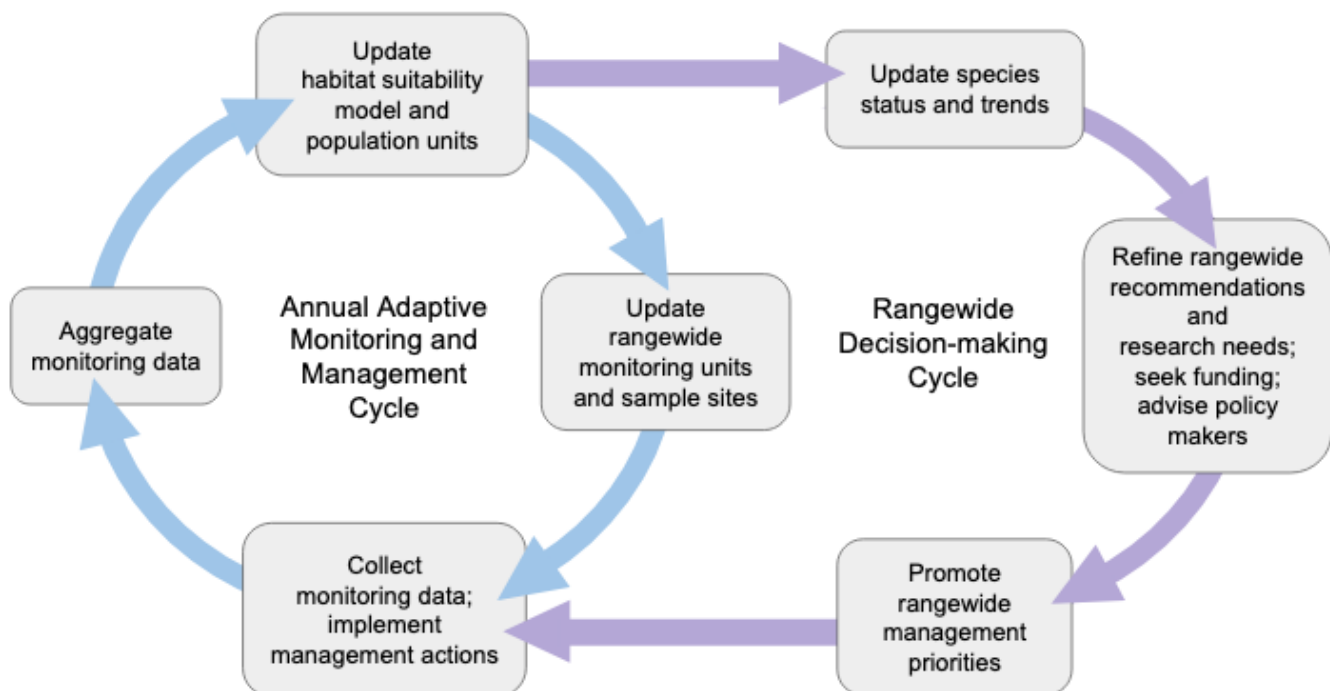 Update
habitat suitability
model and
population units
Update species
status and trends
Refine rangewide
recommendations
and
research needs;
seek funding;
advise policy
makers
Aggregate
monitoring data
Annual Adaptive
Monitoring and
Management
Cycle
Update
rangewide
monitoring units
and sample sites
Rangewide
Decision-making
Cycle
Collect
monitoring data;
implement
management actions
Promote
rangewide
management
priorities